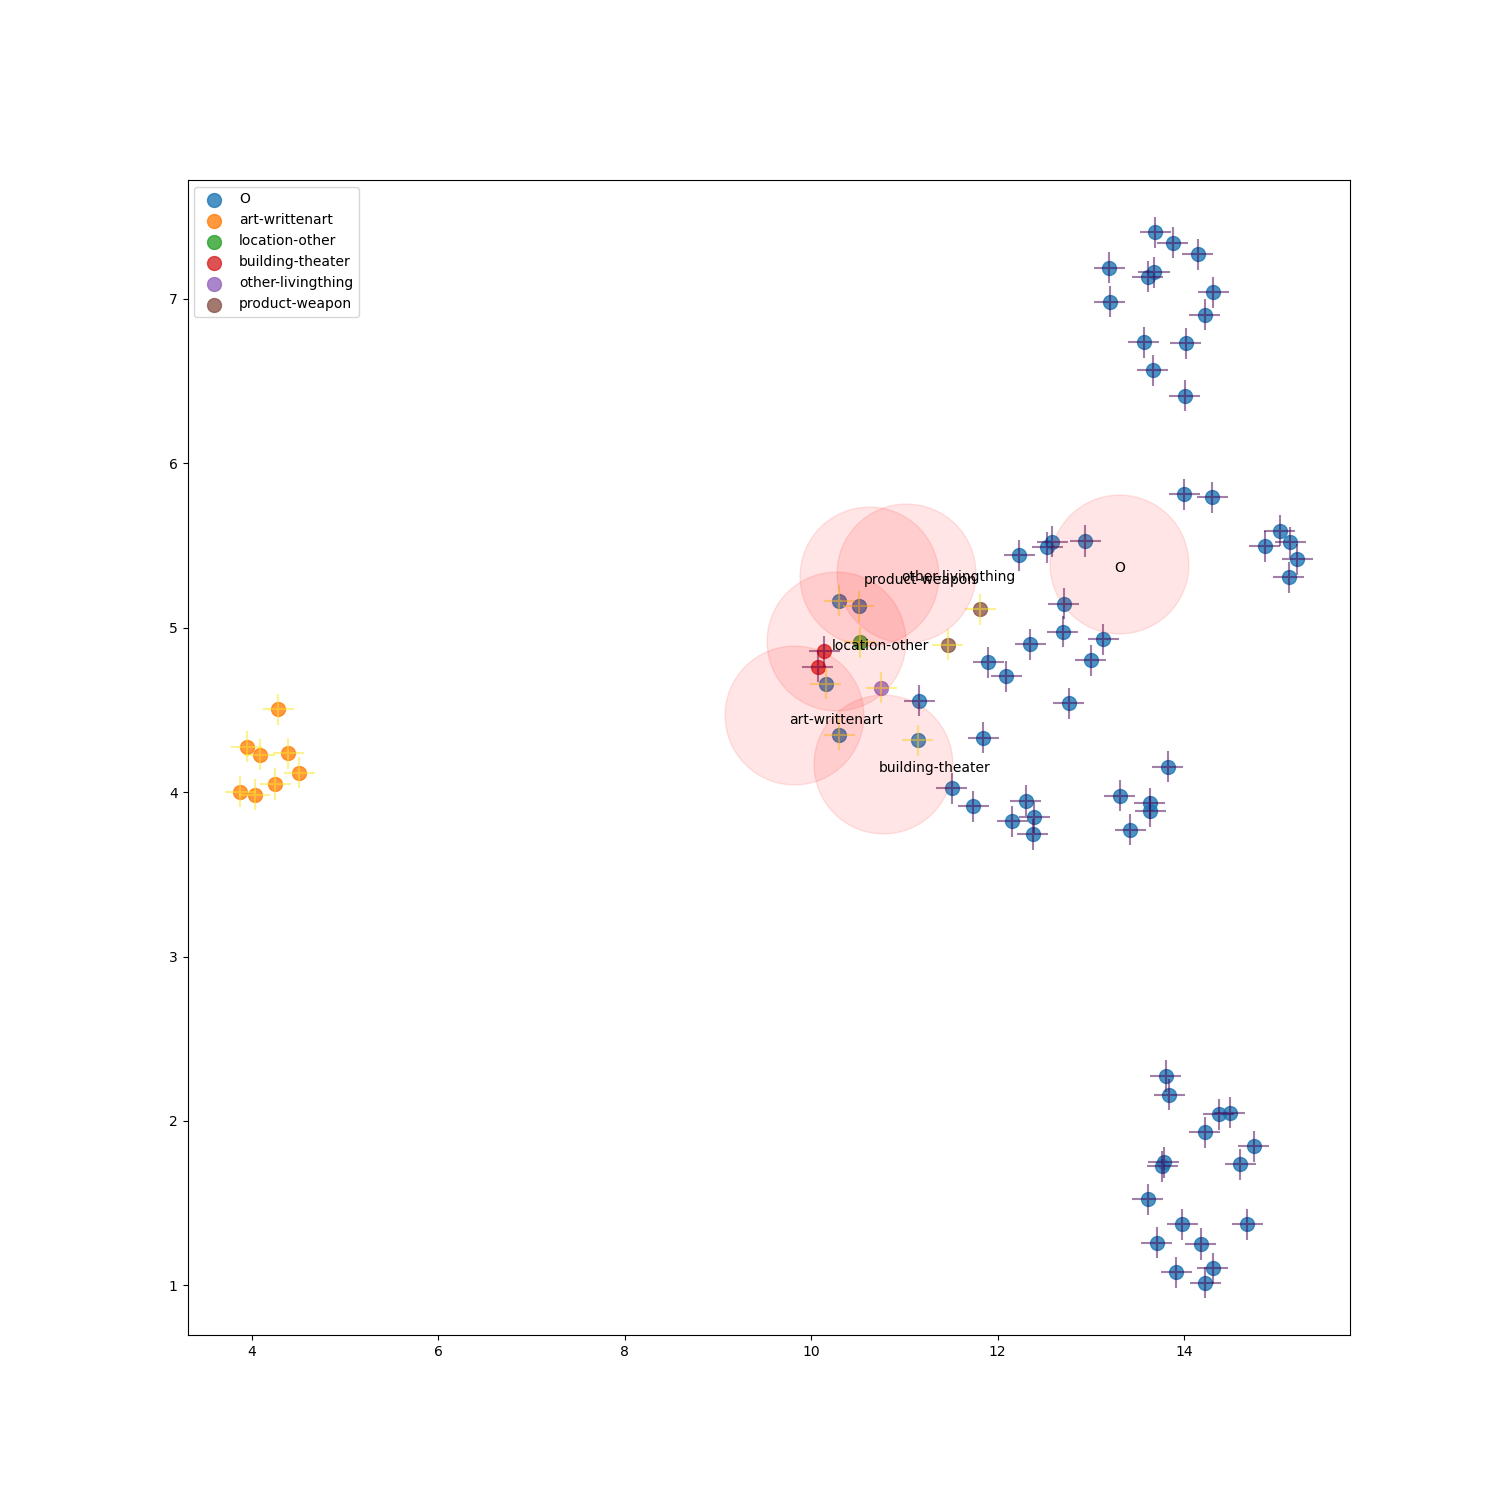 O
art-writtenart
location-other
building-theater
other-livingthing
product-weapon
7
6
5
4
3
2
1
O
other-livingthing
product-weapon
location-other
art-writtenart
building-theater
4
6
8
10
12
14